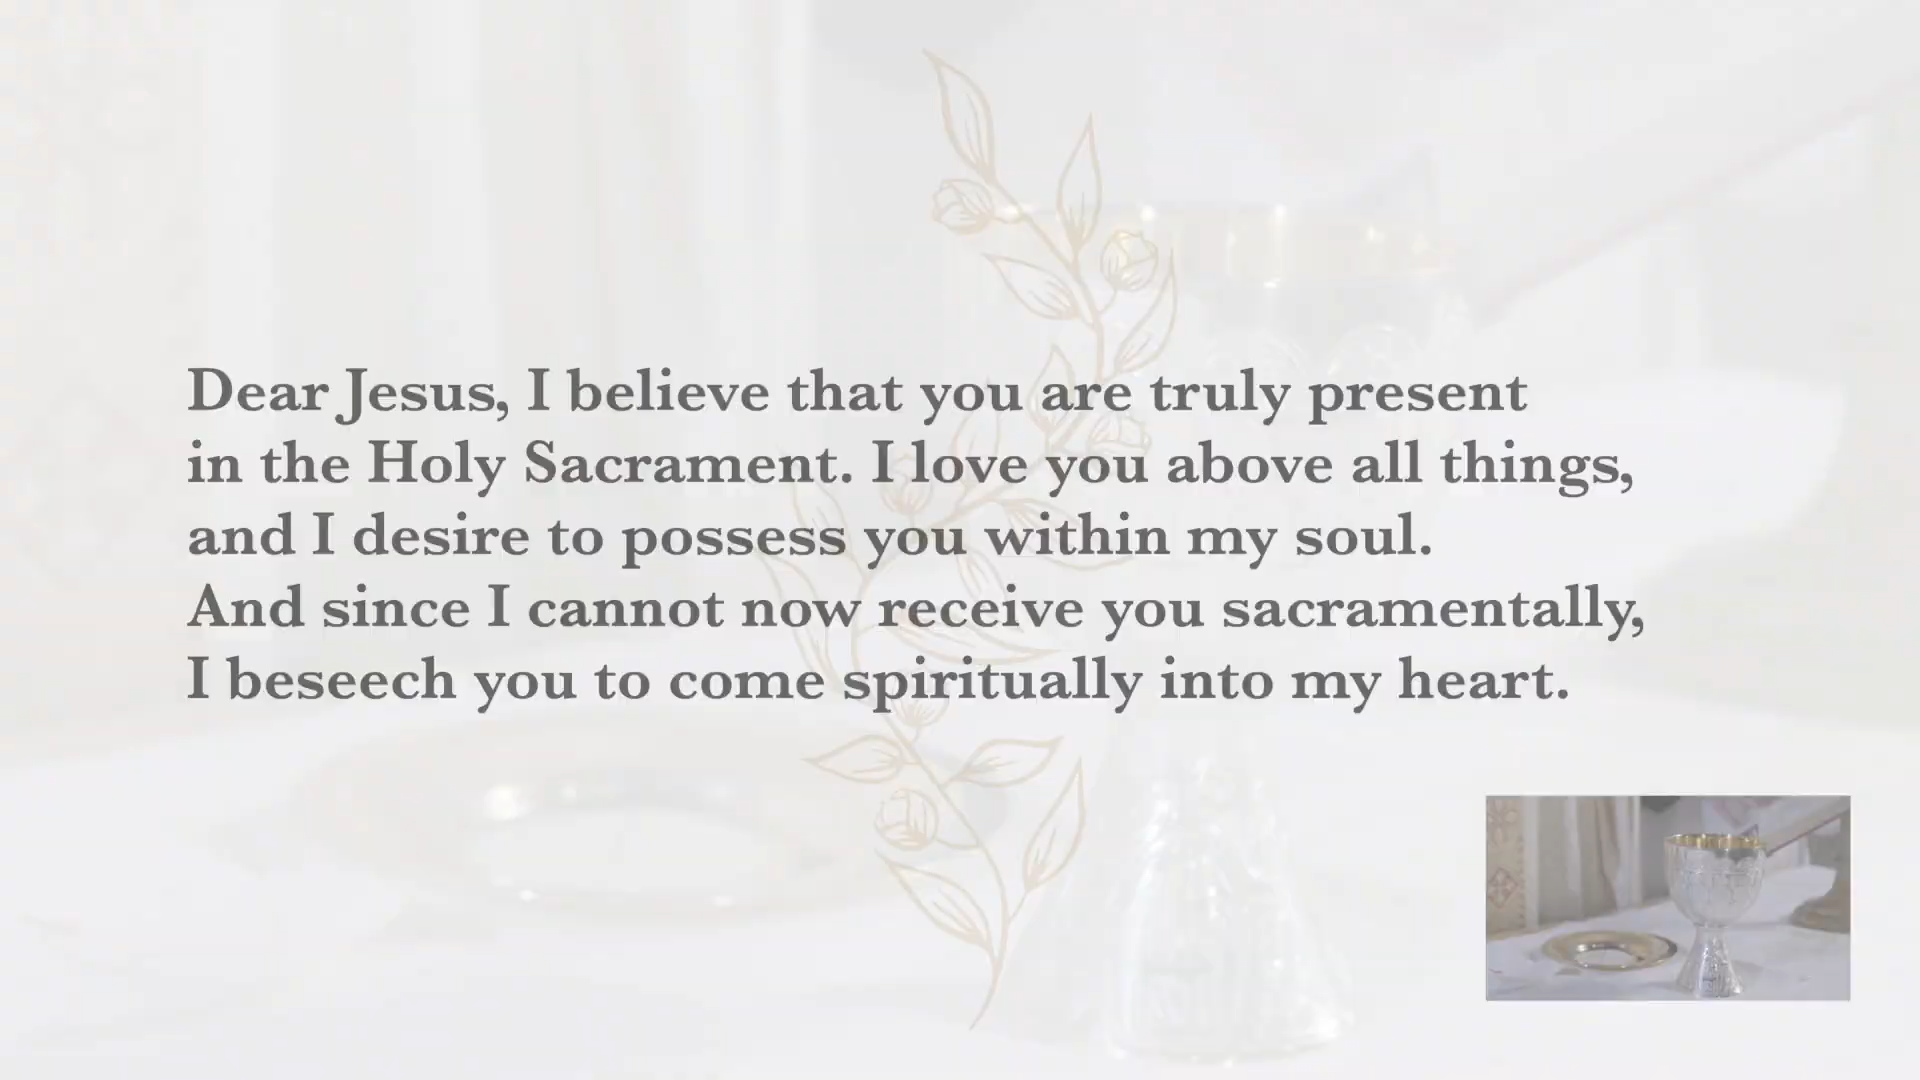 Dear Jesus, I believe that you are truly present
in the Holy Sacrament. I love you above all things,
and I desire to possess you within my soul.
And since I cannot now receive you sacramentally,
I beseech you to come spiritually into my heart.